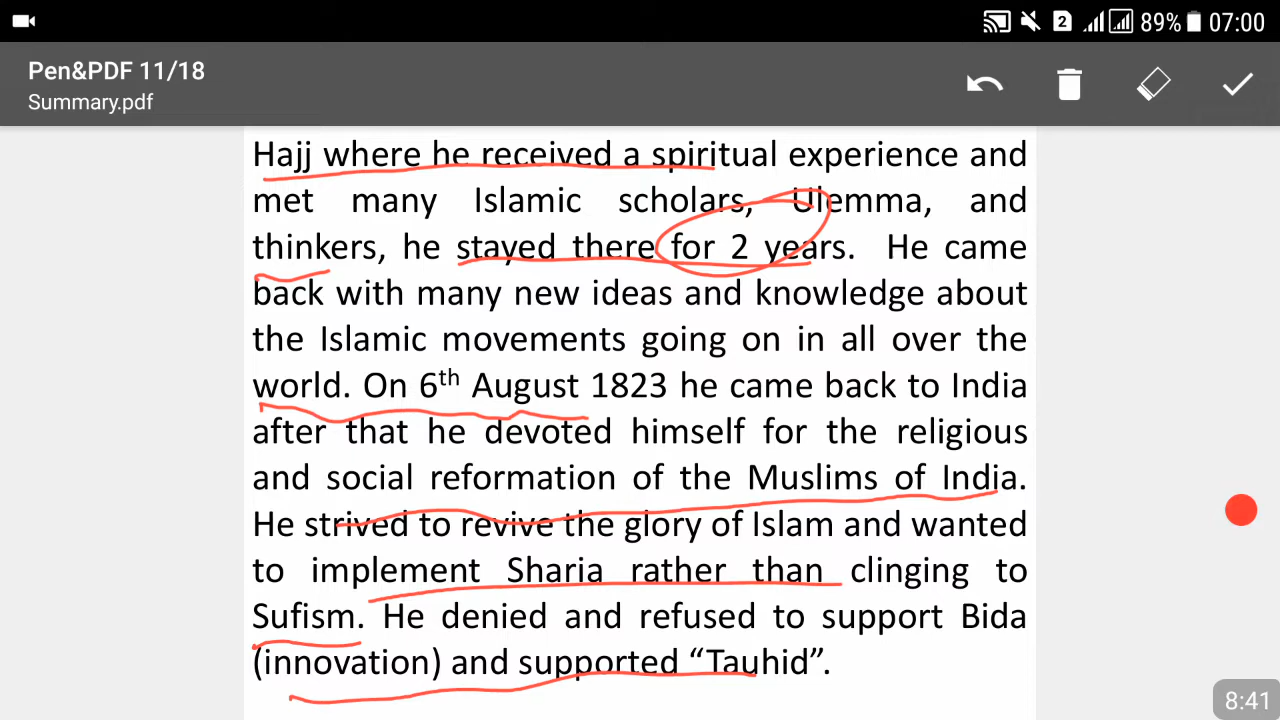 2 89% 07:00
Pen&PDF 11/18
Summary.pdf
Hajj where he received a spiritual experience and
met many Islamic scholars, Ulemma, and
thinkers, he stayed there for 2 years. He came
back with many new ideas and knowledge about
the Islamic movements going on in all over the
world. On 6th August 1823 he came back to India
after that he devoted himself for the religious
and social reformation of the Muslims of India.
He strived to revive the glory of Islam and wanted
to implement Sharia rather than clinging to
Sufism. He denied and refused to support Bida
(innovation) and supported “Tauhid”.
8:41